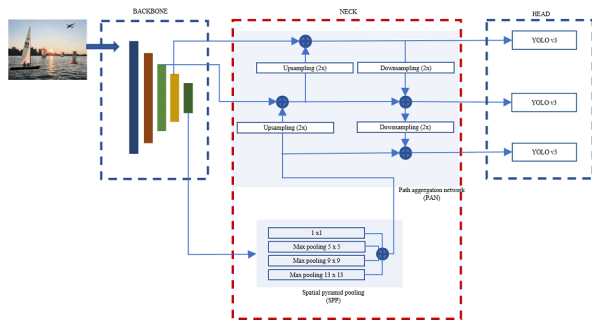 BACKBONE
NECK
HEAD
YOLO v3
Upsampling (2x)
Downsampling (2x)
YOLO v3
Upsampling (2x)
Downsampling (2x)
YOLO v3
Path aggregation network
(PAN)
1 x1
Max pooling 5 x 5
Max pooling 9 x 9
Max pooling 13 x 13
Spatial pyramid pooling
(SPP)